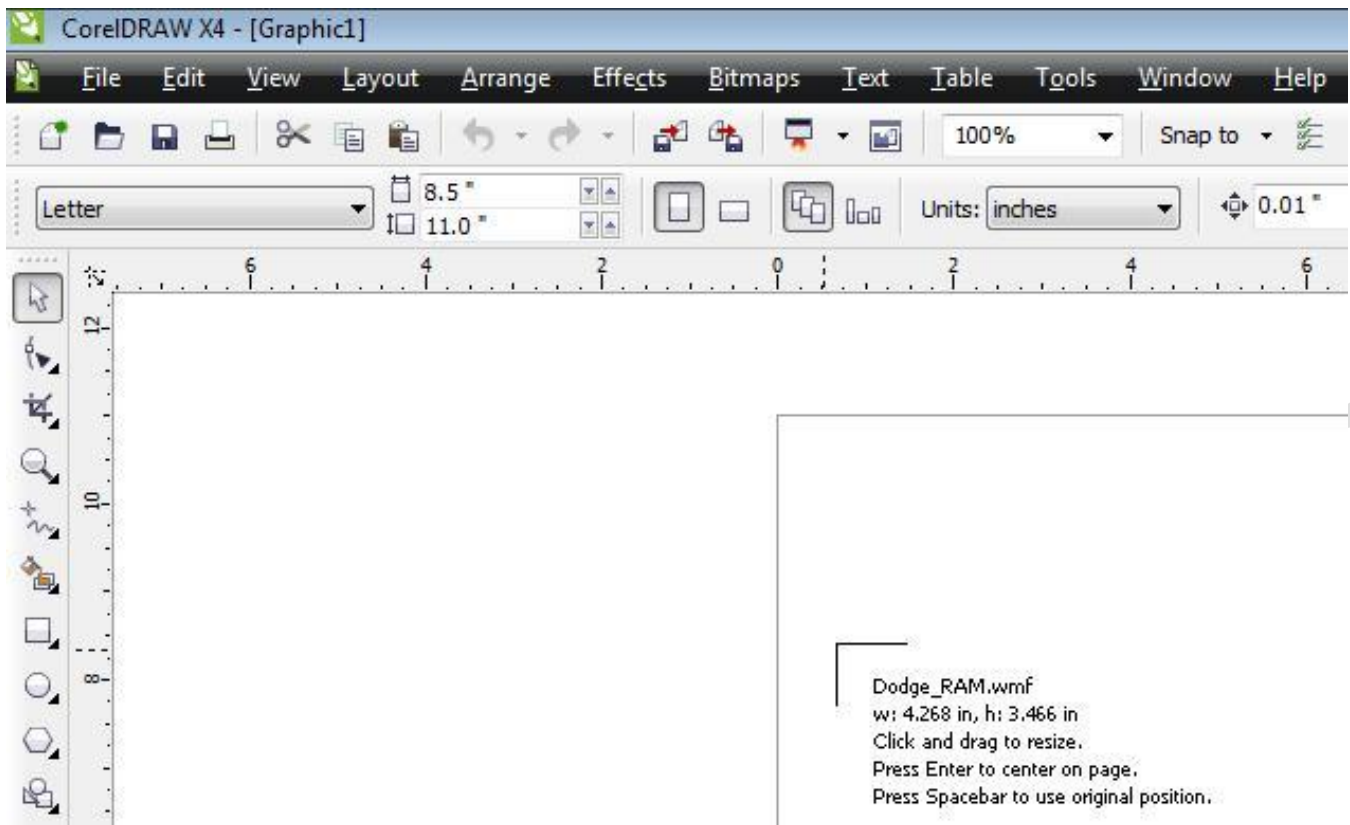 CorelDRAW X4 - [Graphic1]
File Edit View Layout Arrange Effects Bitmaps Text Table Tools Window Help
100% Snap to
Letter 8.5 " 11.0 " Units: inches 0.01 "
6 4 2 0 2 4 6
12
10
8
Dodge_RAM.wmf
w: 4.268 in, h: 3.466 in
Click and drag to resize.
Press Enter to center on page.
Press Spacebar to use original position.